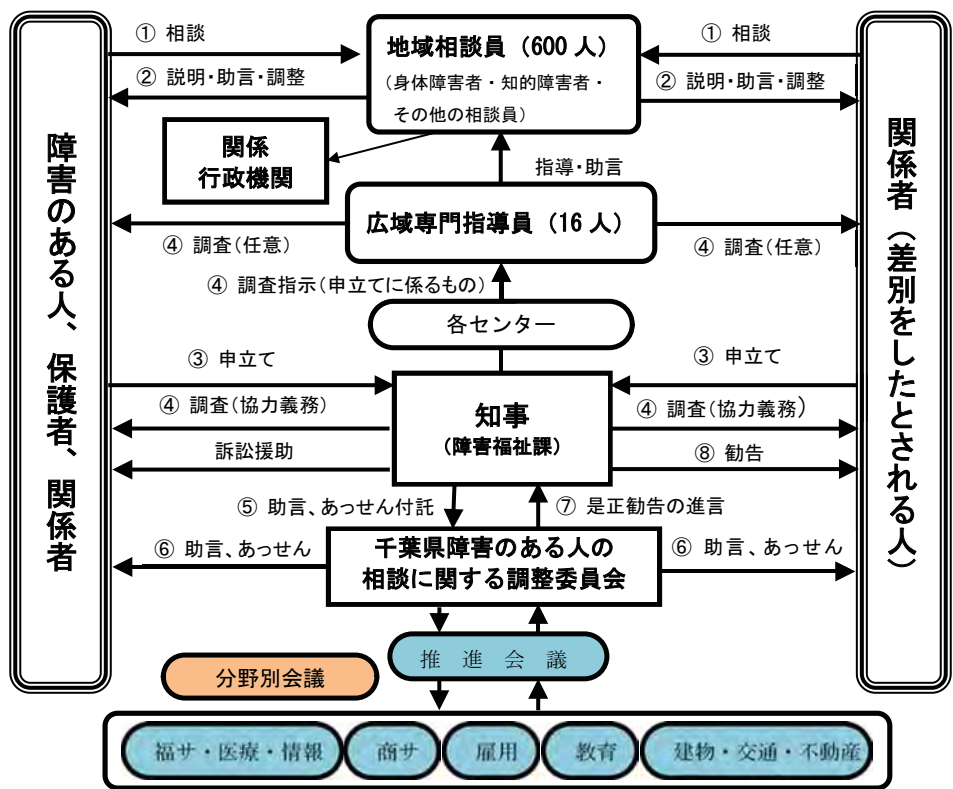 ① 相談
地域相談員（600 人）
（身体障害者・知的障害者・
その他の相談員）
① 相談
② 説明・助言・調整
② 説明・助言・調整
関係
行政機関
指導・助言
広域専門指導員（16 人）
④ 調査（任意）
④ 調査（任意）
④ 調査指示（申立てに係るもの）
各センター
③ 申立て
③ 申立て
知事
（障害福祉課）
④ 調査（協力義務）
④ 調査（協力義務）
訴訟援助
⑧ 勧告
⑤ 助言、あっせん付託
⑦ 是正勧告の進言
⑥ 助言、あっせん
千葉県障害のある人の
相談に関する調整委員会
⑥ 助言、あっせん
推進会議
分野別会議
福サ・医療・情報
商サ
雇用
教育
建物・交通・不動産
障害のある人、保護者、関係者
関係者（差別をしたとされる人）